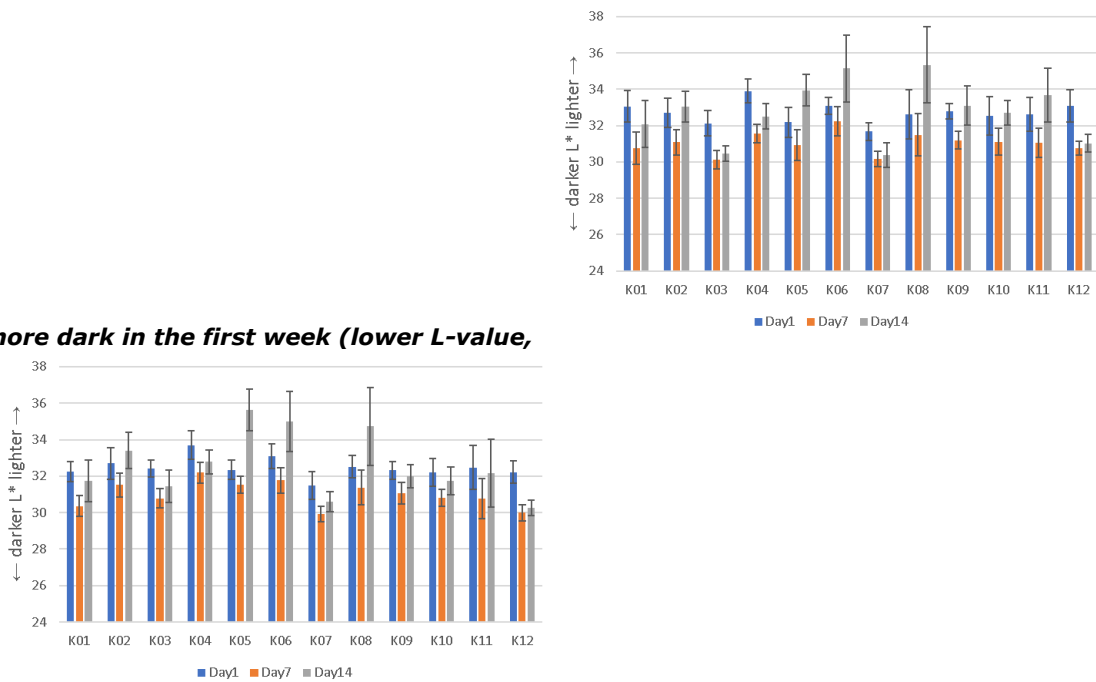 38
36
34
32
30
28
26
24
← darker L* lighter →
K01 K02 K03 K04 K05 K06 K07 K08 K09 K10 K11 K12
Day1 Day7 Day14
more dark in the first week (lower L-value,
38
36
34
32
30
28
26
24
← darker L* lighter →
K01 K02 K03 K04 K05 K06 K07 K08 K09 K10 K11 K12
Day1 Day7 Day14